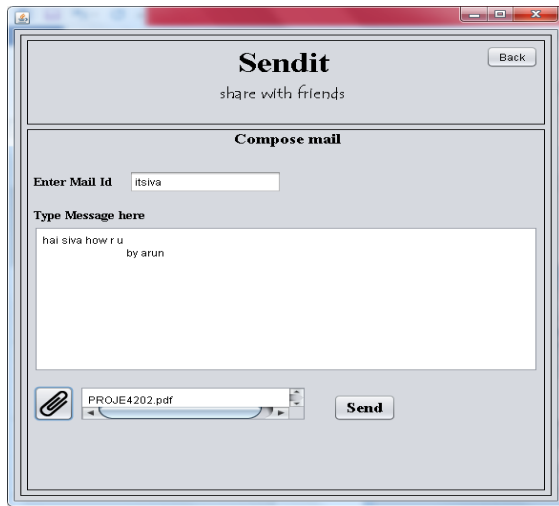 Sendit
Back
share with friends
Compose mail
Enter Mail Id itsiva
Type Message here
hai siva how r u
by arun
PROJE4202.pdf
Send